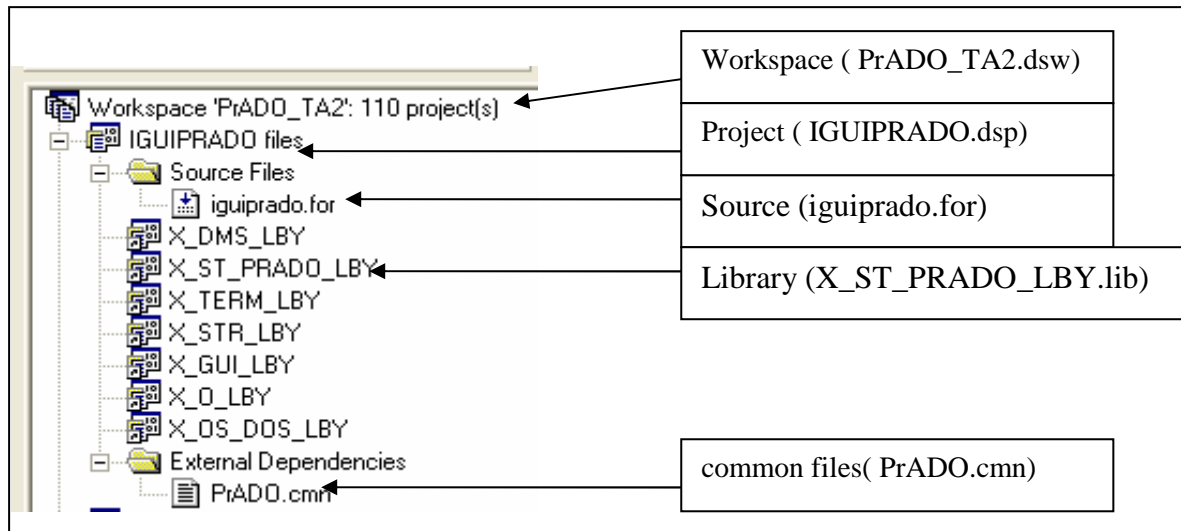 Workspace ( PrADO_TA2.dsw)
Workspace 'PrADO_TA2': 110 project(s)
Project ( IGUIPRADO.dsp)
IGUIPRADO files
Source Files
Source (iguiprado.for)
iguiprado.for
X_DMS_LBY
Library (X_ST_PRADO_LBY.lib)
X_ST_PRADO_LBY
X_TERM_LBY
X_STR_LBY
X_GUI_LBY
X_O_LBY
X_OS_DOS_LBY
External Dependencies
common files( PrADO.cmn)
PrADO.cmn